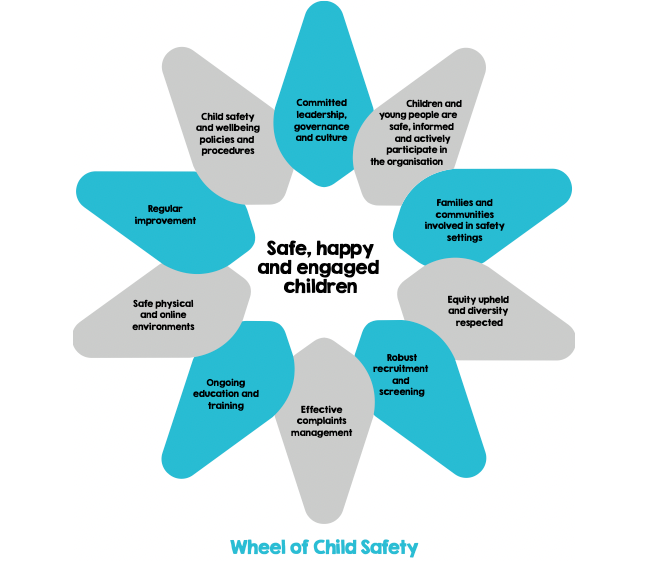 Committed
leadership,
governance
and culture
Children and
young people are
safe, informed
and actively
participate in
the organisation
Families and
communities
involved in safety
settings
Equity upheld
and diversity
respected
Robust
recruitment
and
screening
Effective
complaints
management
Ongoing
education and
training
Safe physical
and online
environments
Regular
improvement
Child safety
and wellbeing
policies and
procedures
Safe, happy
and engaged
children
Wheel of Child Safety